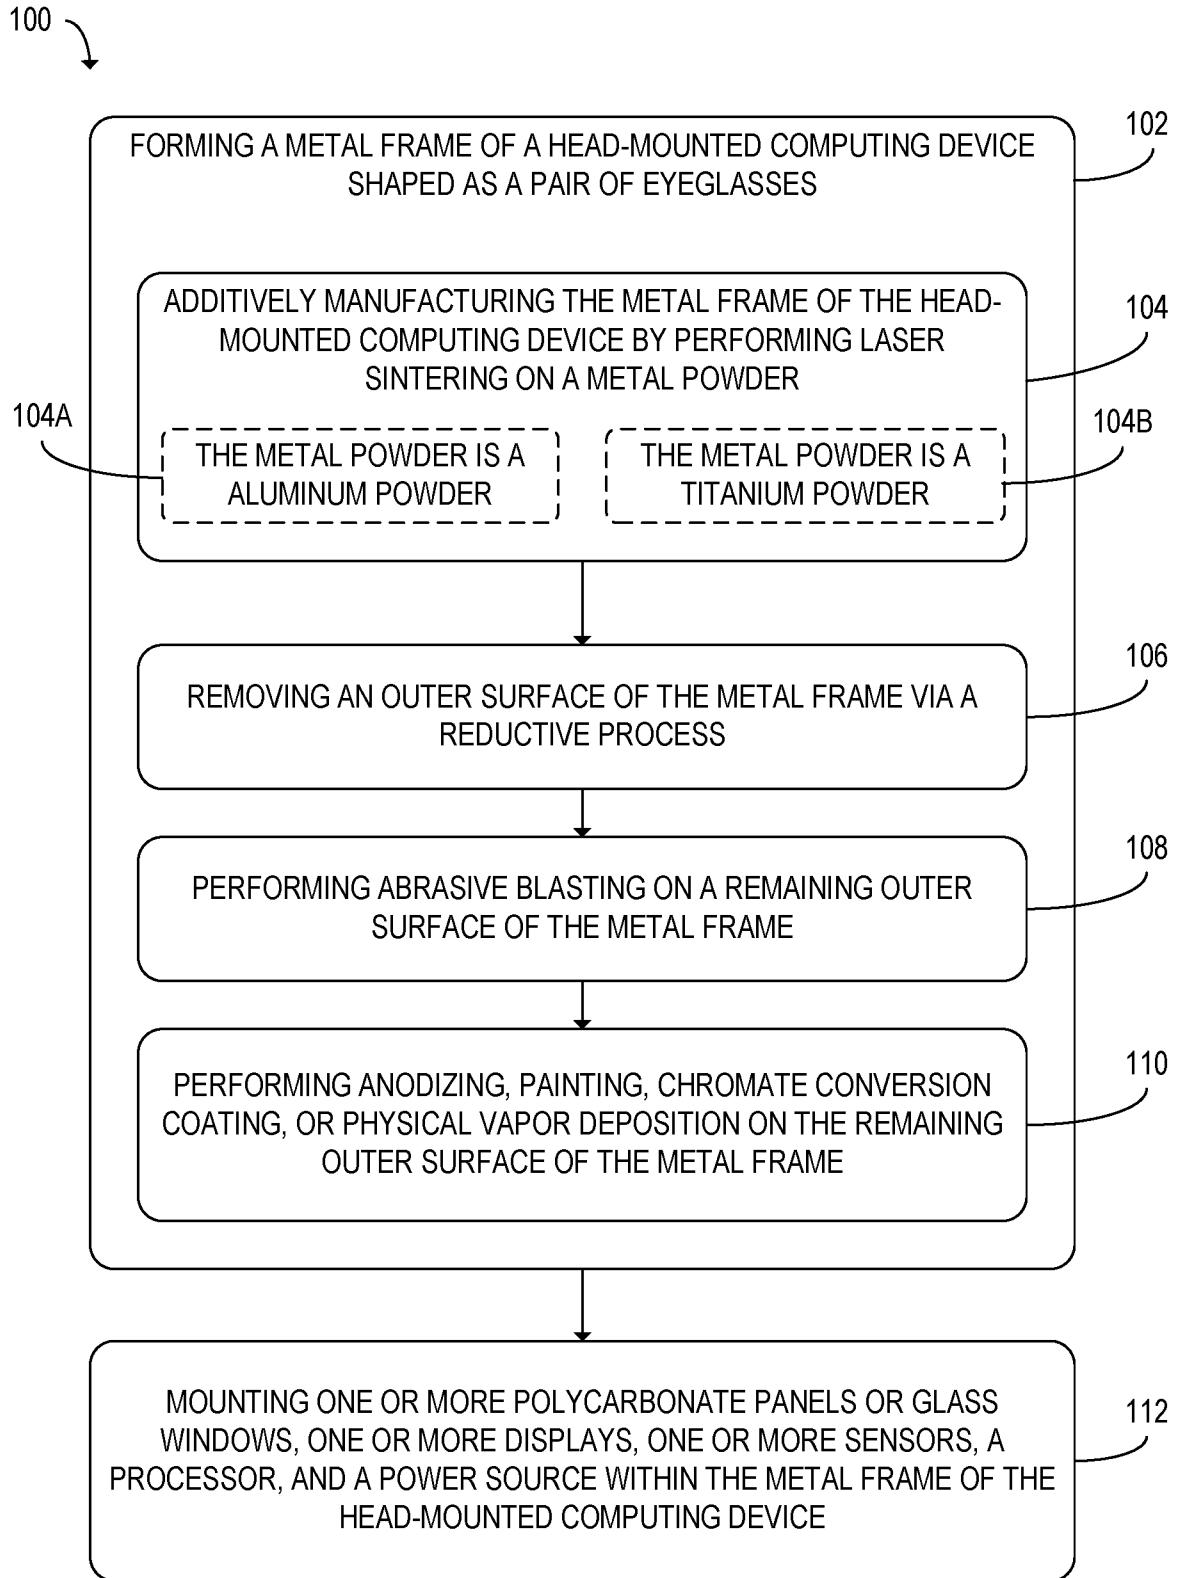 100
FORMING A METAL FRAME OF A HEAD-MOUNTED COMPUTING DEVICE
SHAPED AS A PAIR OF EYEGLASSES
102
ADDITIVELY MANUFACTURING THE METAL FRAME OF THE HEAD-
MOUNTED COMPUTING DEVICE BY PERFORMING LASER
SINTERING ON A METAL POWDER
104
104A
THE METAL POWDER IS A
ALUMINUM POWDER
THE METAL POWDER IS A
TITANIUM POWDER
104B
REMOVING AN OUTER SURFACE OF THE METAL FRAME VIA A
REDUCTIVE PROCESS
106
PERFORMING ABRASIVE BLASTING ON A REMAINING OUTER
SURFACE OF THE METAL FRAME
108
PERFORMING ANODIZING, PAINTING, CHROMATE CONVERSION
COATING, OR PHYSICAL VAPOR DEPOSITION ON THE REMAINING
OUTER SURFACE OF THE METAL FRAME
110
MOUNTING ONE OR MORE POLYCARBONATE PANELS OR GLASS
WINDOWS, ONE OR MORE DISPLAYS, ONE OR MORE SENSORS, A
PROCESSOR, AND A POWER SOURCE WITHIN THE METAL FRAME OF THE
HEAD-MOUNTED COMPUTING DEVICE
112